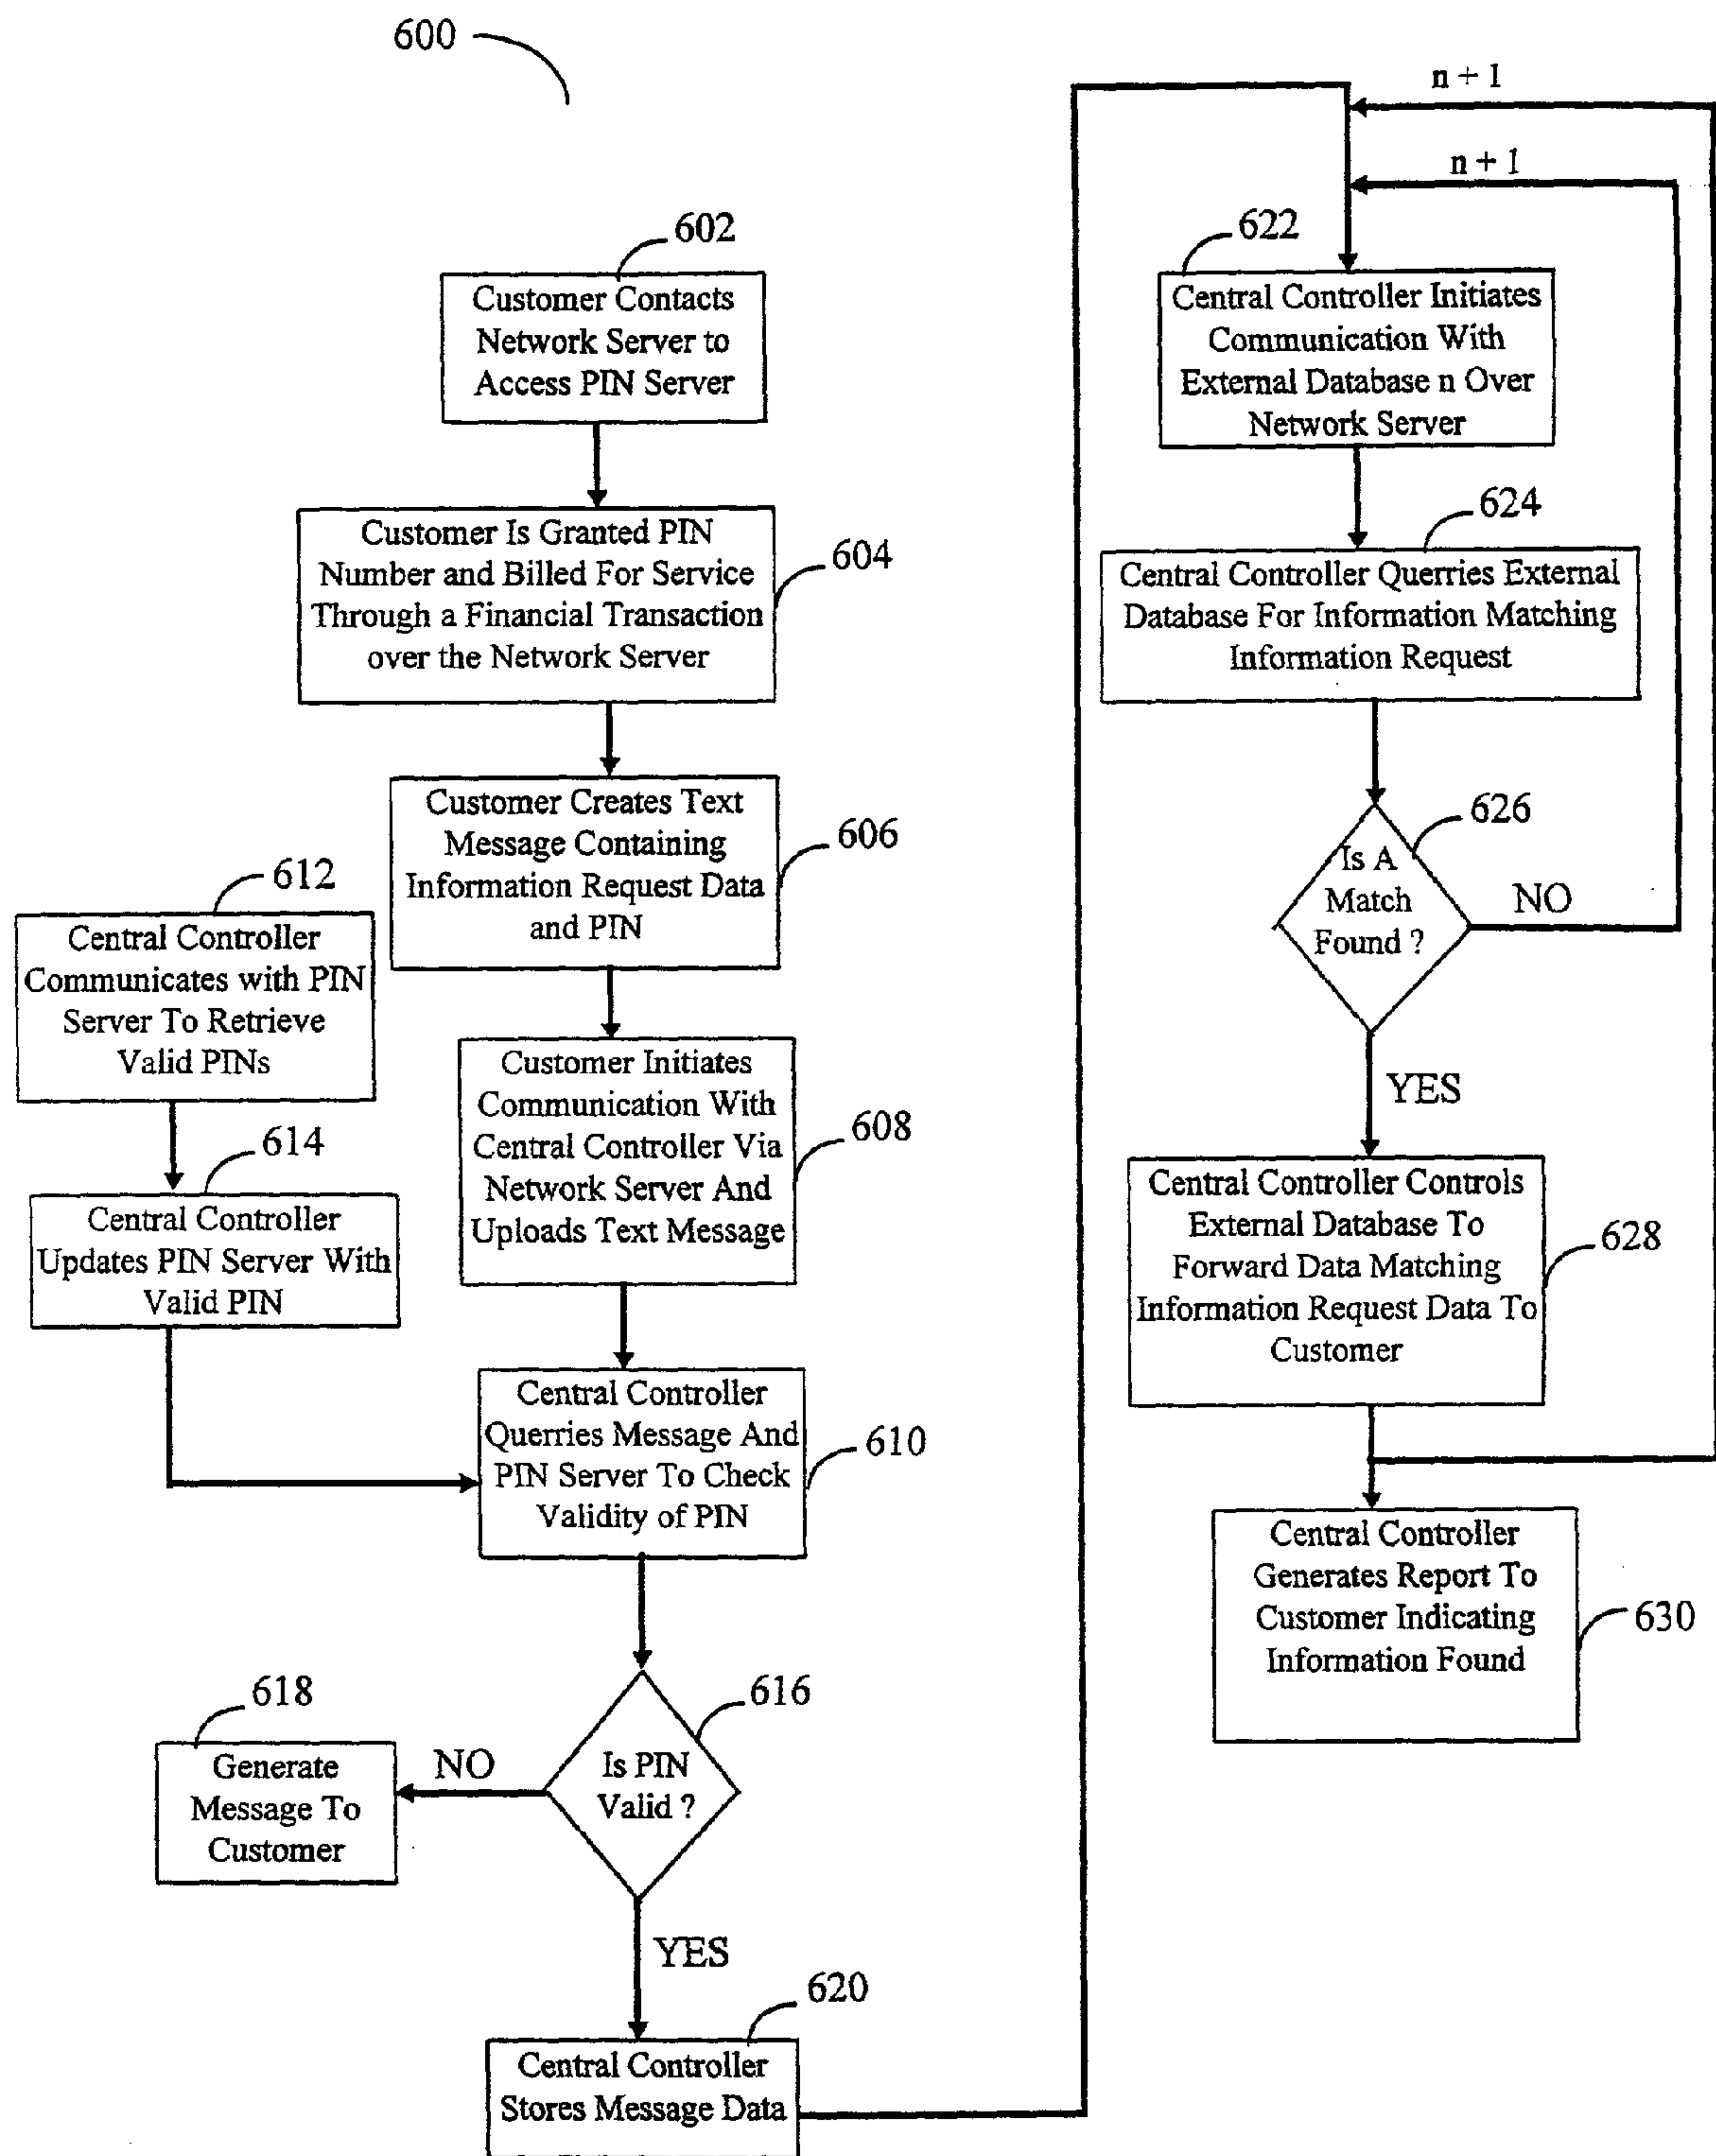 600
602
Customer Contacts
Network Server to
Access PIN Server
Customer Is Granted PIN
Number and Billed For Service
Through a Financial Transaction
over the Network Server
604
Customer Creates Text
Message Containing
Information Request Data
and PIN
606
612
Central Controller
Communicates with PIN
Server To Retrieve
Valid PINs
614
Central Controller
Updates PIN Server With
Valid PIN
Customer Initiates
Communication With
Central Controller Via
Network Server And
Uploads Text Message
608
Central Controller
Querries Message And
PIN Server To Check
Validity of PIN
610
616
Is PIN
Valid ?
NO
618
Generate
Message To
Customer
YES
620
Central Controller
Stores Message Data
n + 1
n + 1
622
Central Controller Initiates
Communication With
External Database n Over
Network Server
624
Central Controller Querries External
Database For Information Matching
Information Request
626
Is A
Match
Found ?
NO
YES
Central Controller Controls
External Database To
Forward Data Matching
Information Request Data To
Customer
628
Central Controller
Generates Report To
Customer Indicating
Information Found
630